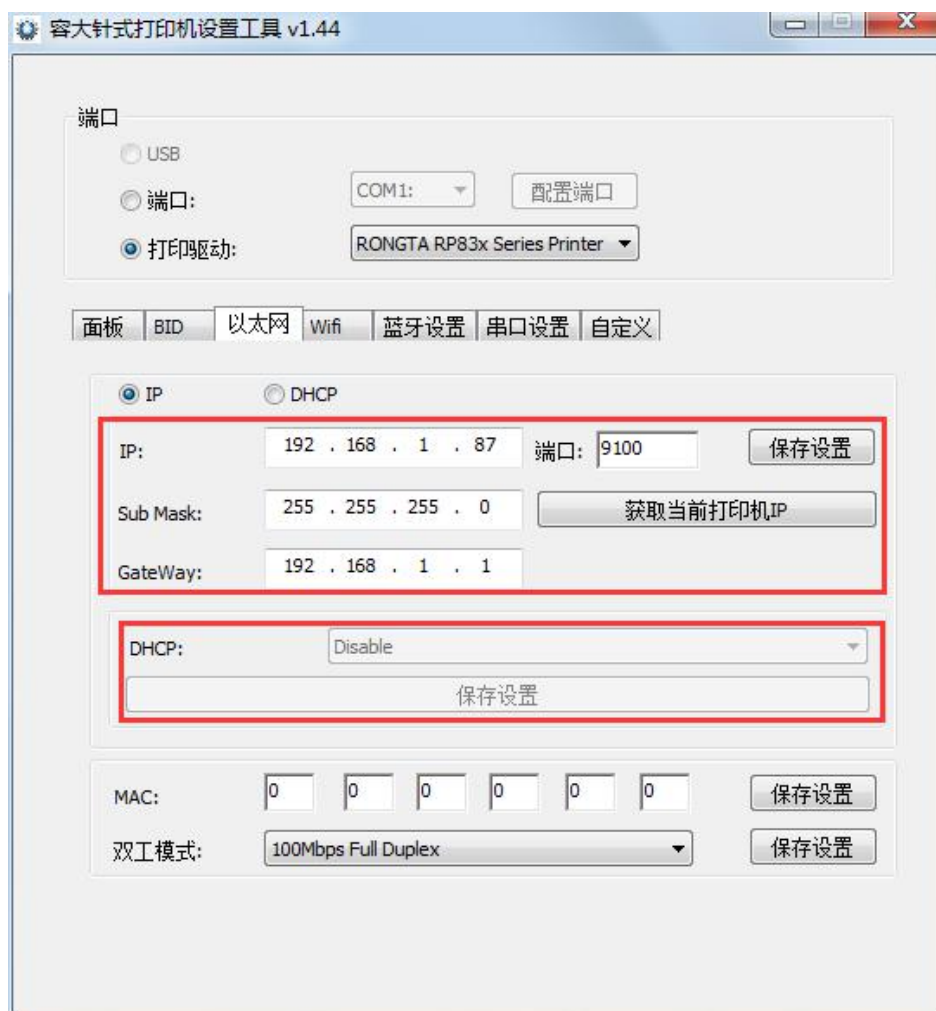 容大针式打印机设置工具 v1.44
端口
USB
端口: COM1: 配置端口
打印驱动: RONGTA RP83x Series Printer
面板 BID 以太网 Wifi 蓝牙设置 串口设置 自定义
IP DHCP
IP: 192 . 168 . 1 . 87 端口: 9100 保存设置
Sub Mask: 255 . 255 . 255 . 0 获取当前打印机IP
GateWay: 192 . 168 . 1 . 1
DHCP: Disable
保存设置
MAC: 0 0 0 0 0 0 保存设置
双工模式: 100Mbps Full Duplex 保存设置